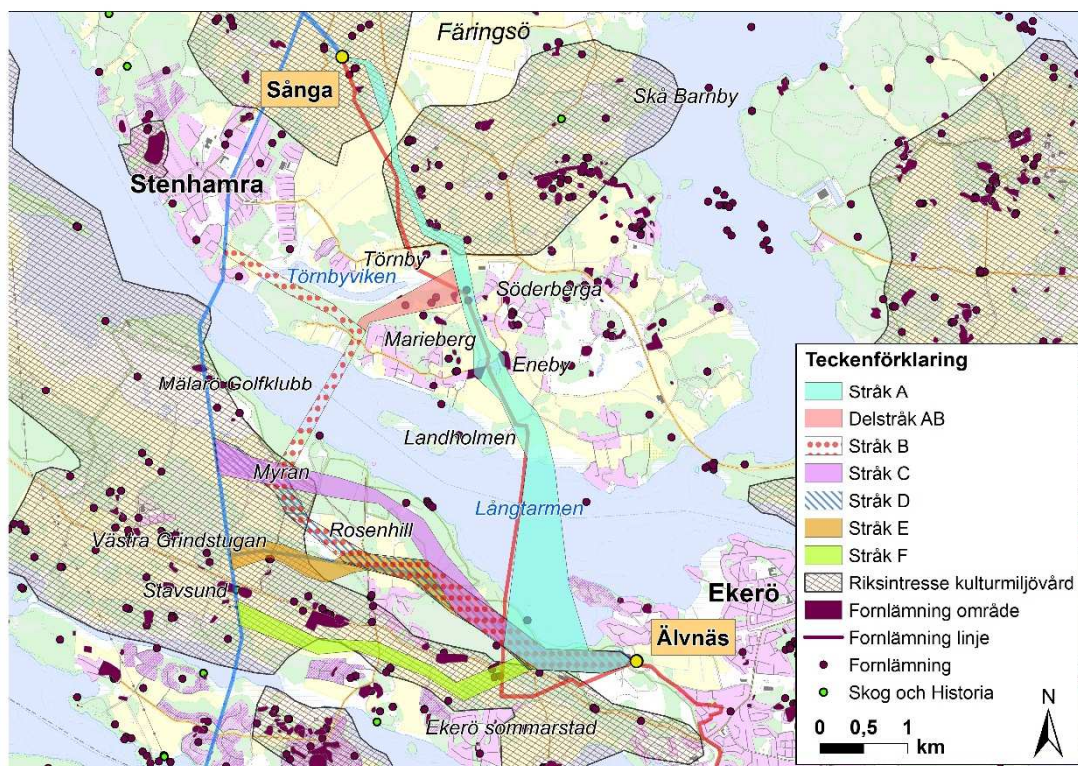 Färingsö
Sånga
Skå Barnby
Stenhamra
Törnby
Törnbyviken
Söderberga
Marieberg
Eneby
Mälarö Golfklubb
Landholmen
Myran
Långtarmen
Rosenhill
Västra Grindstugan
Stavsund
Ekerö
Älvnäs
Ekerö sommarstad
Teckenförklaring
Stråk A
Delstråk AB
Stråk B
Stråk C
Stråk D
Stråk E
Stråk F
Riksintresse kulturmiljövård
Fornlämning område
Fornlämning linje
Fornlämning
Skog och Historia
N
0 0,5 1
km